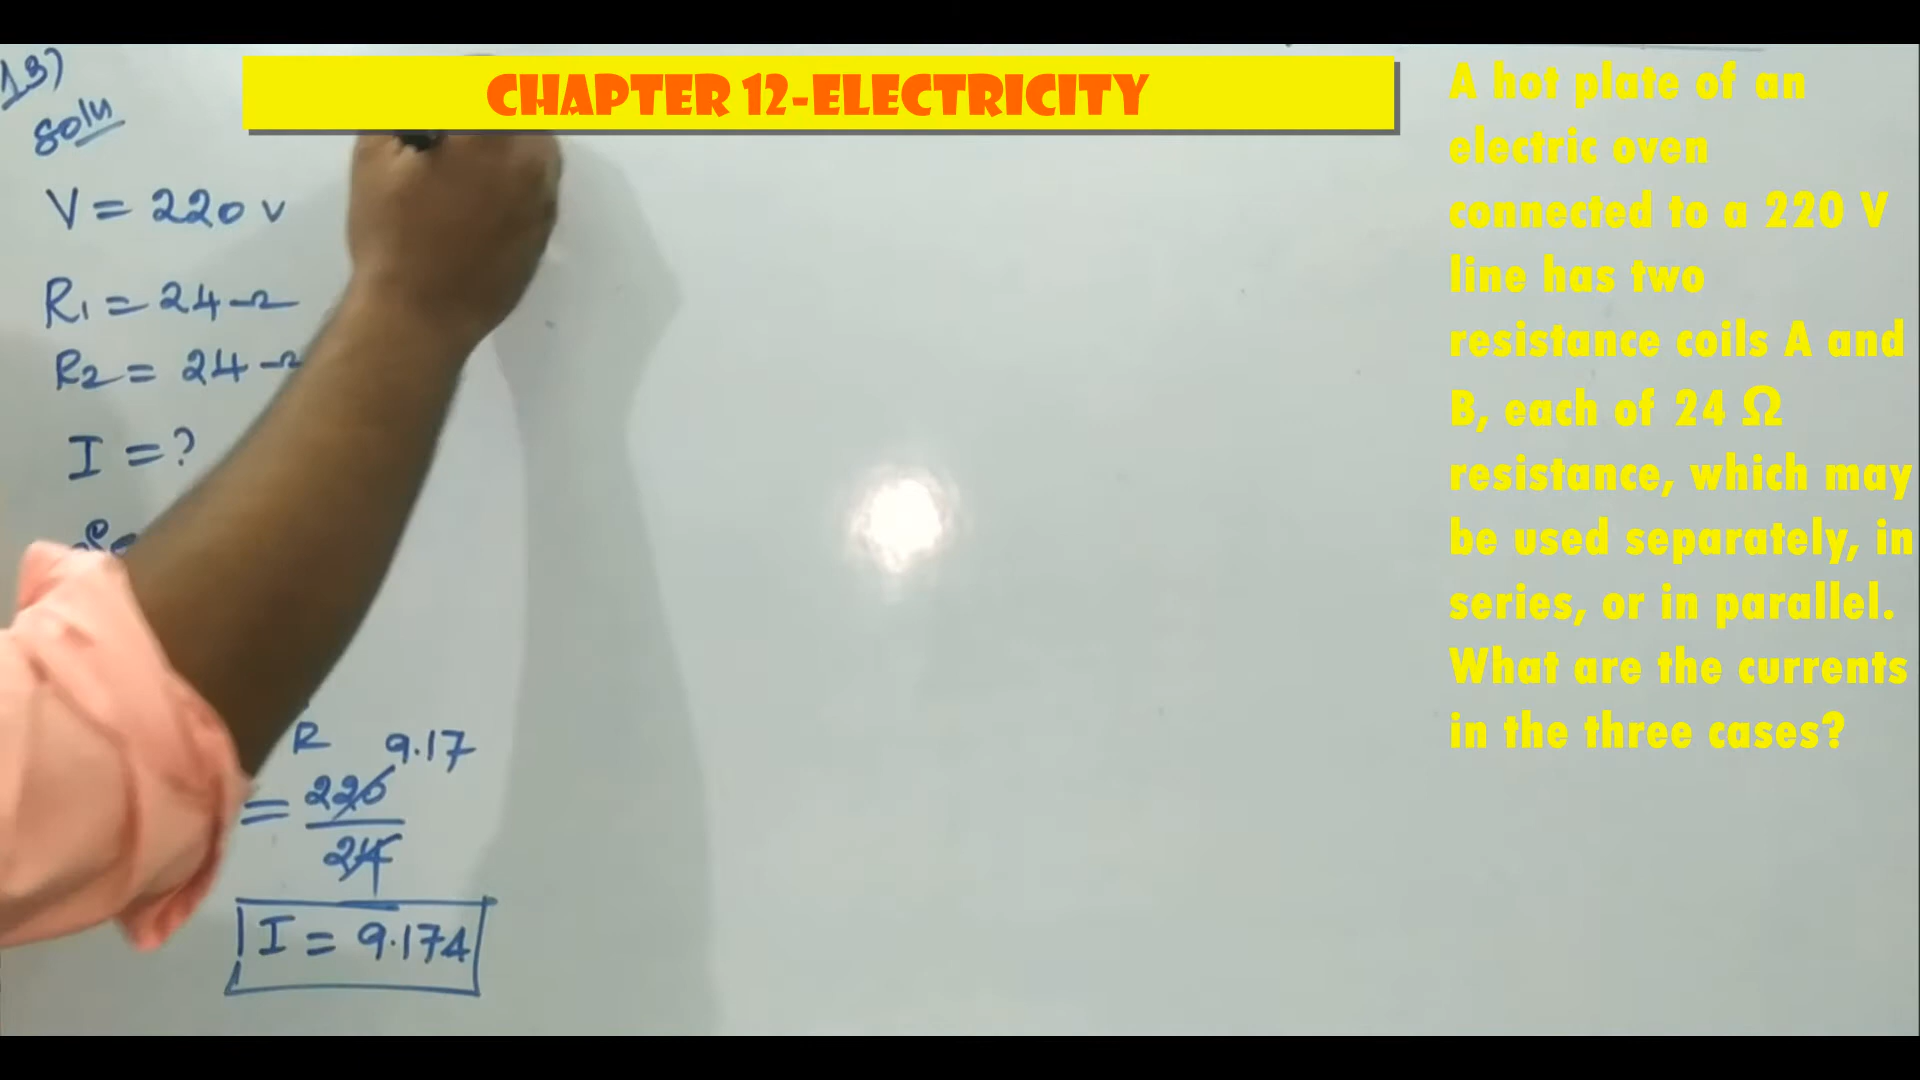 13)
Soln
CHAPTER 12-ELECTRICITY
V = 220 v
R1 = 24 Ω
R2 = 24 Ω
I = ?
R
9.17
= 220
24
I = 9.17A
A hot plate of an
electric oven
connected to a 220 V
line has two
resistance coils A and
B, each of 24 Ω
resistance, which may
be used separately, in
series, or in parallel.
What are the currents
in the three cases?